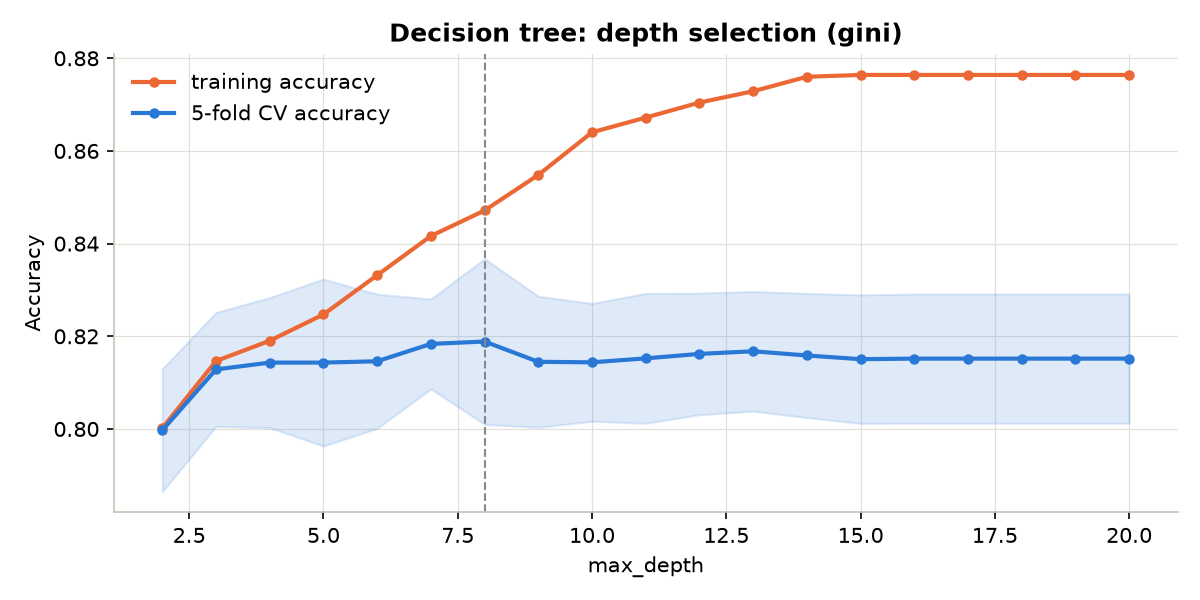 Decision tree: depth selection (gini)
training accuracy
5-fold CV accuracy
Accuracy
0.88
0.86
0.84
0.82
0.80
2.5 5.0 7.5 10.0 12.5 15.0 17.5 20.0
max_depth